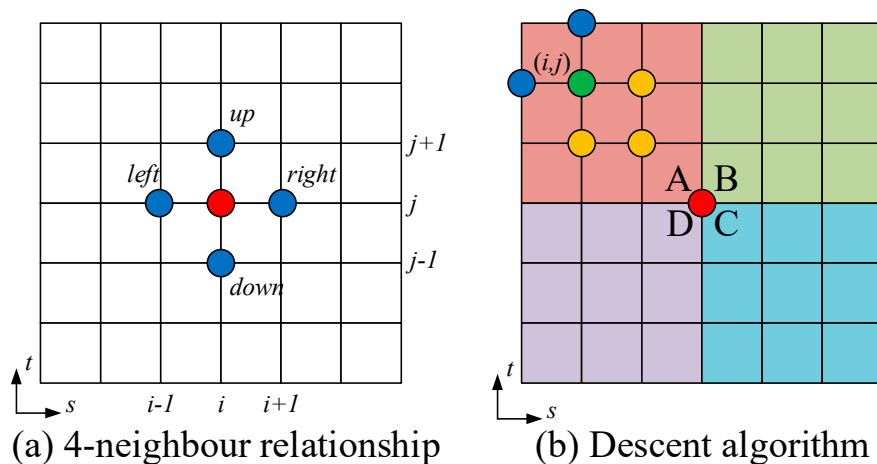 up
left
right
down
j+1
j
j-1
t
s
i-1
i
i+1
(a) 4-neighbour relationship
(i,j)
A B
D C
t
s
(b) Descent algorithm